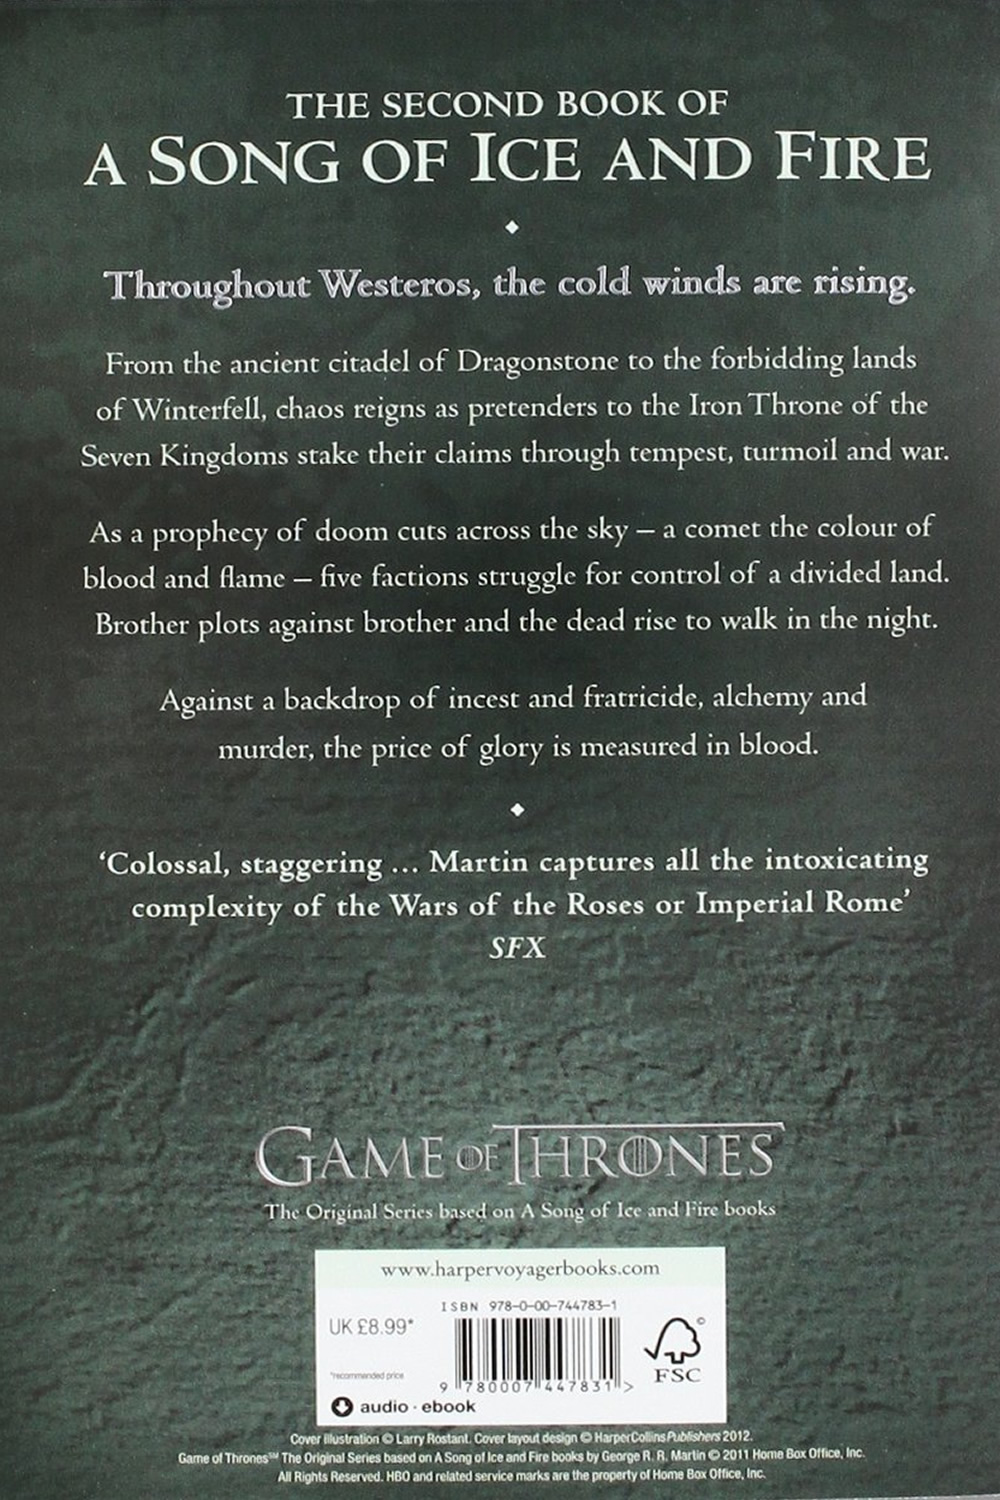 THE SECOND BOOK OF
A SONG OF ICE AND FIRE
Throughout Westeros, the cold winds are rising.
From the ancient citadel of Dragonstone to the forbidding lands
of Winterfell, chaos reigns as pretenders to the Iron Throne of the
Seven Kingdoms stake their claims through tempest, turmoil and war.
As a prophecy of doom cuts across the sky – a comet the colour of
blood and flame – five factions struggle for control of a divided land.
Brother plots against brother and the dead rise to walk in the night.
Against a backdrop of incest and fratricide, alchemy and
murder, the price of glory is measured in blood.
‘Colossal, staggering ... Martin captures all the intoxicating
complexity of the Wars of the Roses or Imperial Rome’
SFX
GAME OF THRONES
The Original Series based on A Song of Ice and Fire books
www.harpervoyagerbooks.com
ISBN 978-0-00-744783-1
UK £8.99*
*recommended price
9 780007 447831 >
FSC
©
audio · ebook
Cover illustration © Larry Rostant. Cover layout design © HarperCollinsPublishers 2012.
Game of Thrones℠ The Original Series based on A Song of Ice and Fire books by George R. R. Martin © 2011 Home Box Office, Inc.
All Rights Reserved. HBO and related service marks are the property of Home Box Office, Inc.